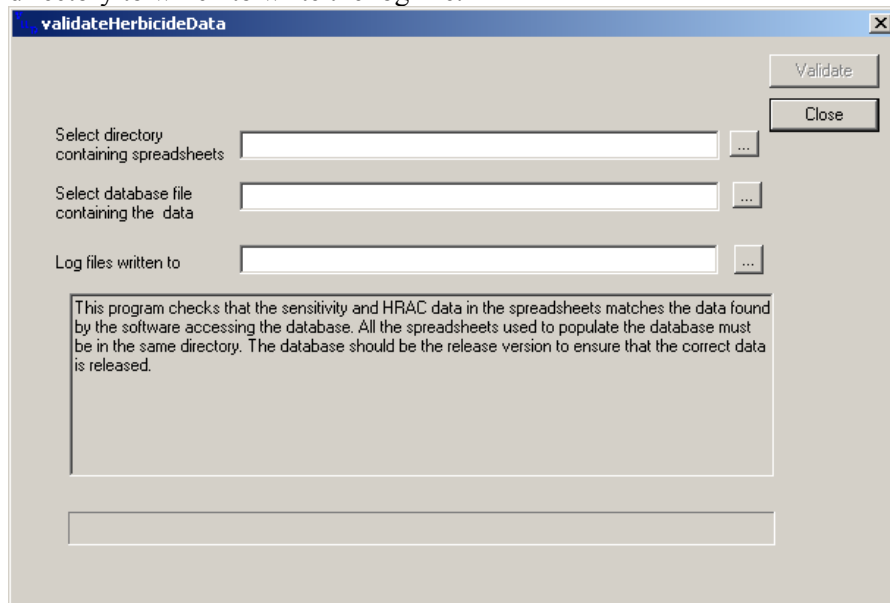 validateHerbicideData
Validate
Close
Select directory
containing spreadsheets
...
Select database file
containing the data
...
Log files written to
...
This program checks that the sensitivity and HRAC data in the spreadsheets matches the data found
by the software accessing the database. All the spreadsheets used to populate the database must
be in the same directory. The database should be the release version to ensure that the correct data
is released.